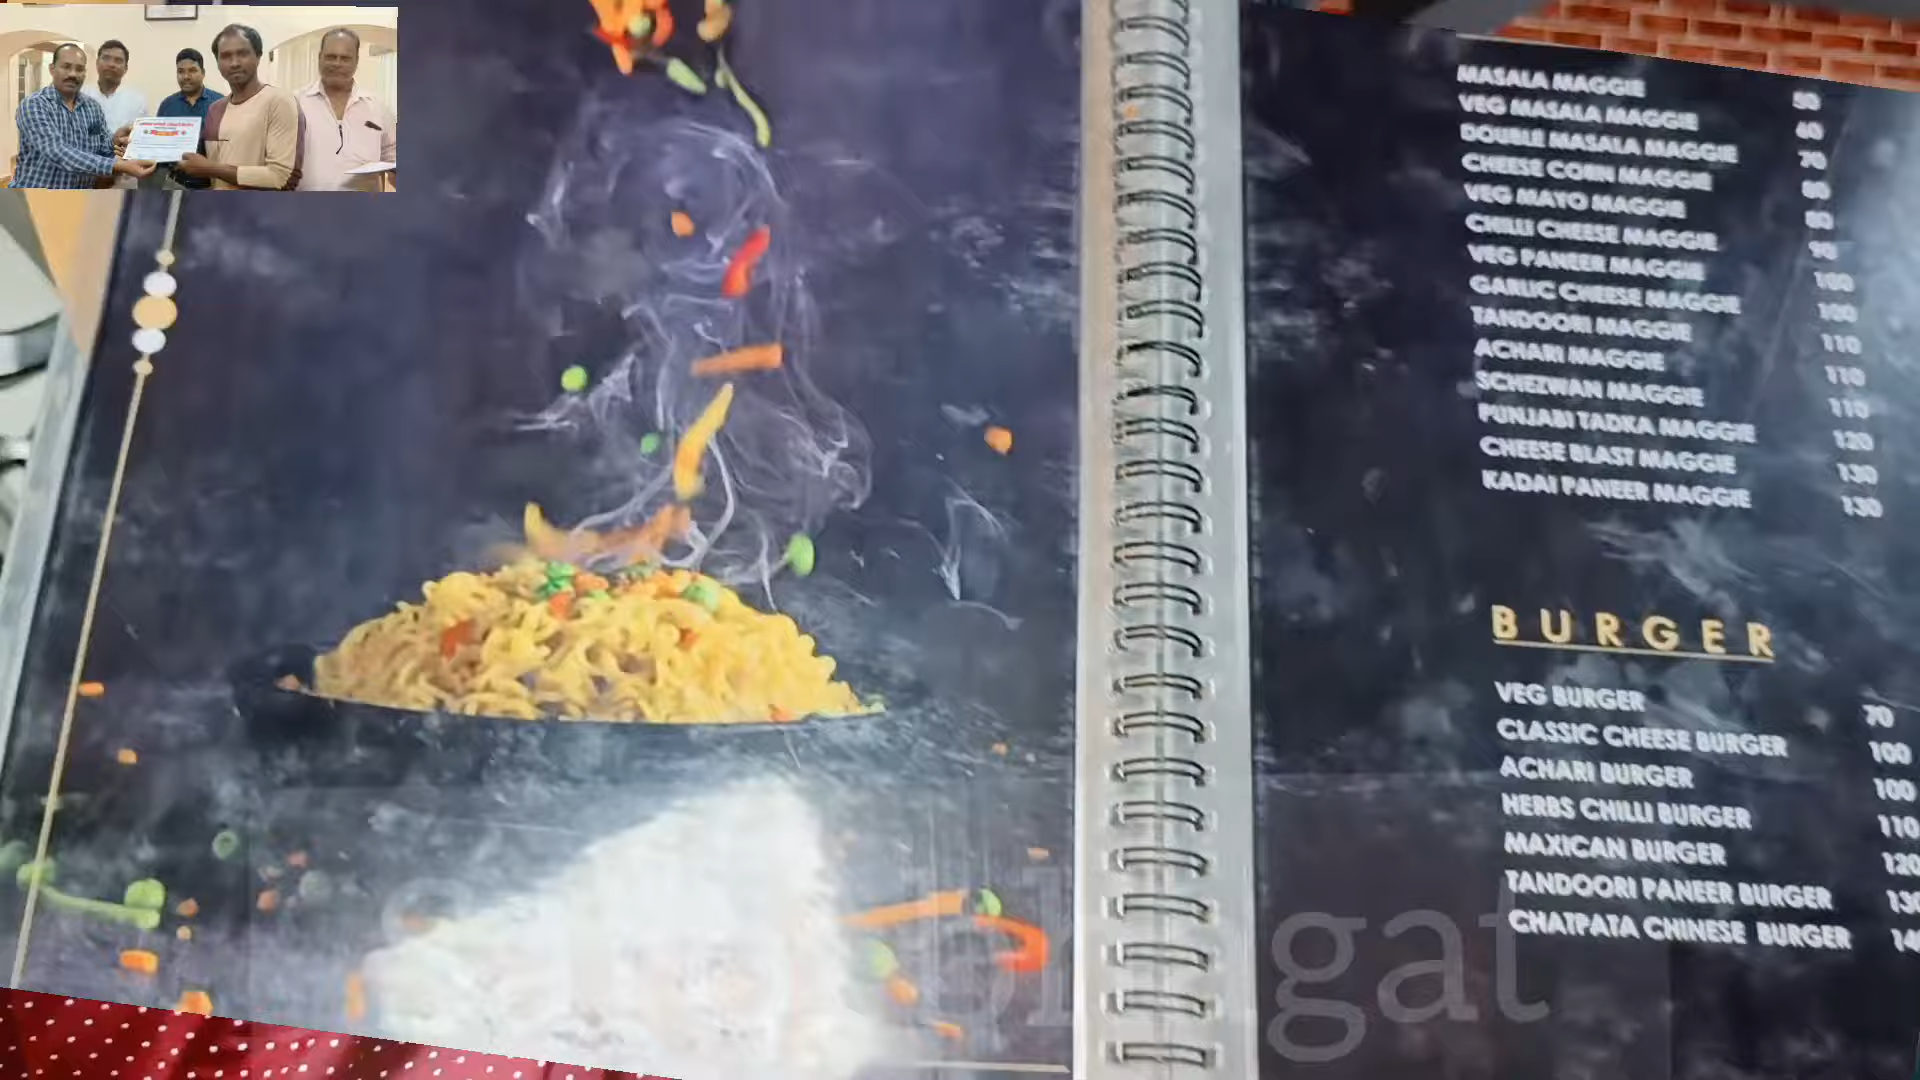 MASALA MAGGIE 50
VEG MASALA MAGGIE 60
DOUBLE MASALA MAGGIE 70
CHEESE CORN MAGGIE 80
VEG MAYO MAGGIE 80
CHILLI CHEESE MAGGIE 90
VEG PANEER MAGGIE 100
GARLIC CHEESE MAGGIE 100
TANDOORI MAGGIE 110
ACHARI MAGGIE 110
SCHEZWAN MAGGIE 110
PUNJABI TADKA MAGGIE 120
CHEESE BLAST MAGGIE 130
KADAI PANEER MAGGIE 130
BURGER
VEG BURGER 70
CLASSIC CHEESE BURGER 100
ACHARI BURGER 100
HERBS CHILLI BURGER 110
MAXICAN BURGER 120
TANDOORI PANEER BURGER
CHATPATA CHINESE BURGER